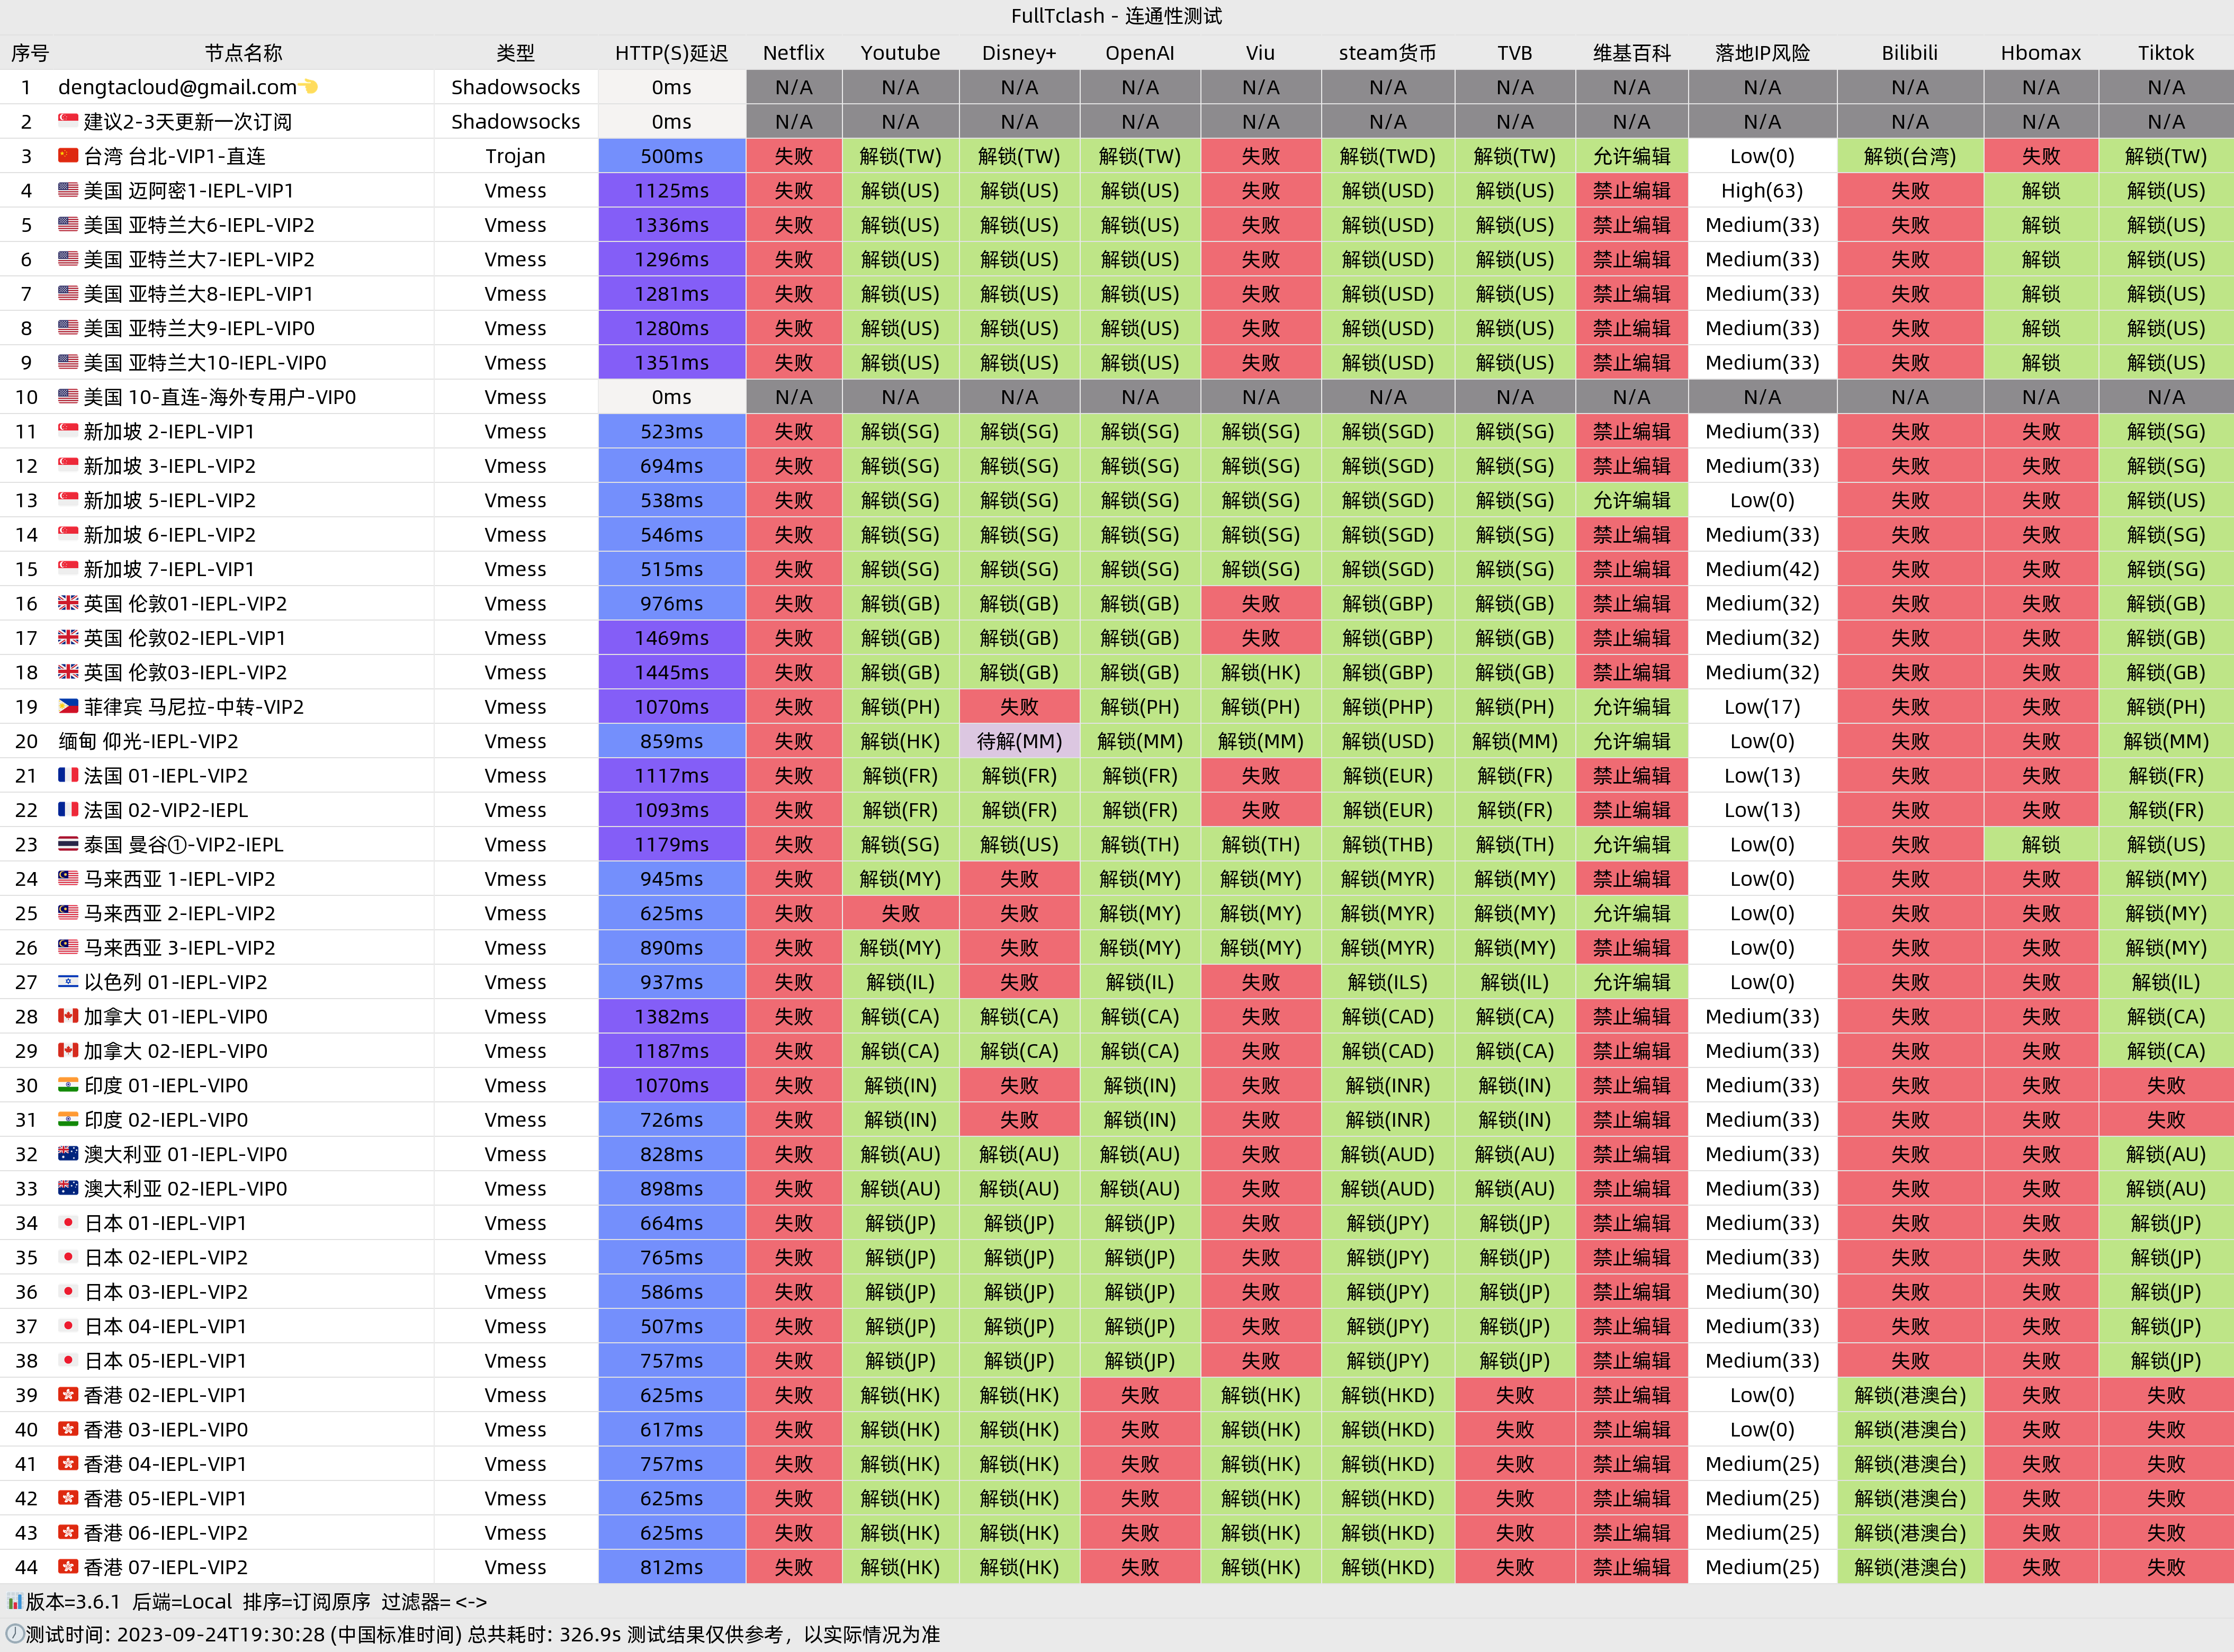 FullTclash - 连通性测试
序号 节点名称 类型 HTTP(S)延迟 Netflix Youtube Disney+ OpenAI Viu steam货币 TVB 维基百科 落地IP风险 Bilibili Hbomax Tiktok
1 dengtacloud@gmail.com👈 Shadowsocks 0ms N/A N/A N/A N/A N/A N/A N/A N/A N/A N/A N/A N/A
2 建议2-3天更新一次订阅 Shadowsocks 0ms N/A N/A N/A N/A N/A N/A N/A N/A N/A N/A N/A N/A
3 台湾 台北-VIP1-直连 Trojan 500ms 失败 解锁(TW) 解锁(TW) 解锁(TW) 失败 解锁(TWD) 解锁(TW) 允许编辑 Low(0) 解锁(台湾) 失败 解锁(TW)
4 美国 迈阿密1-IEPL-VIP1 Vmess 1125ms 失败 解锁(US) 解锁(US) 解锁(US) 失败 解锁(USD) 解锁(US) 禁止编辑 High(63) 失败 解锁 解锁(US)
5 美国 亚特兰大6-IEPL-VIP2 Vmess 1336ms 失败 解锁(US) 解锁(US) 解锁(US) 失败 解锁(USD) 解锁(US) 禁止编辑 Medium(33) 失败 解锁 解锁(US)
6 美国 亚特兰大7-IEPL-VIP2 Vmess 1296ms 失败 解锁(US) 解锁(US) 解锁(US) 失败 解锁(USD) 解锁(US) 禁止编辑 Medium(33) 失败 解锁 解锁(US)
7 美国 亚特兰大8-IEPL-VIP1 Vmess 1281ms 失败 解锁(US) 解锁(US) 解锁(US) 失败 解锁(USD) 解锁(US) 禁止编辑 Medium(33) 失败 解锁 解锁(US)
8 美国 亚特兰大9-IEPL-VIP0 Vmess 1280ms 失败 解锁(US) 解锁(US) 解锁(US) 失败 解锁(USD) 解锁(US) 禁止编辑 Medium(33) 失败 解锁 解锁(US)
9 美国 亚特兰大10-IEPL-VIP0 Vmess 1351ms 失败 解锁(US) 解锁(US) 解锁(US) 失败 解锁(USD) 解锁(US) 禁止编辑 Medium(33) 失败 解锁 解锁(US)
10 美国 10-直连-海外专用户-VIP0 Vmess 0ms N/A N/A N/A N/A N/A N/A N/A N/A N/A N/A N/A N/A
11 新加坡 2-IEPL-VIP1 Vmess 523ms 失败 解锁(SG) 解锁(SG) 解锁(SG) 解锁(SG) 解锁(SGD) 解锁(SG) 禁止编辑 Medium(33) 失败 失败 解锁(SG)
12 新加坡 3-IEPL-VIP2 Vmess 694ms 失败 解锁(SG) 解锁(SG) 解锁(SG) 解锁(SG) 解锁(SGD) 解锁(SG) 禁止编辑 Medium(33) 失败 失败 解锁(SG)
13 新加坡 5-IEPL-VIP2 Vmess 538ms 失败 解锁(SG) 解锁(SG) 解锁(SG) 解锁(SG) 解锁(SGD) 解锁(SG) 允许编辑 Low(0) 失败 失败 解锁(US)
14 新加坡 6-IEPL-VIP2 Vmess 546ms 失败 解锁(SG) 解锁(SG) 解锁(SG) 解锁(SG) 解锁(SGD) 解锁(SG) 禁止编辑 Medium(33) 失败 失败 解锁(SG)
15 新加坡 7-IEPL-VIP1 Vmess 515ms 失败 解锁(SG) 解锁(SG) 解锁(SG) 解锁(SG) 解锁(SGD) 解锁(SG) 禁止编辑 Medium(42) 失败 失败 解锁(SG)
16 英国 伦敦01-IEPL-VIP2 Vmess 976ms 失败 解锁(GB) 解锁(GB) 解锁(GB) 失败 解锁(GBP) 解锁(GB) 禁止编辑 Medium(32) 失败 失败 解锁(GB)
17 英国 伦敦02-IEPL-VIP1 Vmess 1469ms 失败 解锁(GB) 解锁(GB) 解锁(GB) 失败 解锁(GBP) 解锁(GB) 禁止编辑 Medium(32) 失败 失败 解锁(GB)
18 英国 伦敦03-IEPL-VIP2 Vmess 1445ms 失败 解锁(GB) 解锁(GB) 解锁(GB) 解锁(HK) 解锁(GBP) 解锁(GB) 禁止编辑 Medium(32) 失败 失败 解锁(GB)
19 菲律宾 马尼拉-中转-VIP2 Vmess 1070ms 失败 解锁(PH) 失败 解锁(PH) 解锁(PH) 解锁(PHP) 解锁(PH) 允许编辑 Low(17) 失败 失败 解锁(PH)
20 缅甸 仰光-IEPL-VIP2 Vmess 859ms 失败 解锁(HK) 待解(MM) 解锁(MM) 解锁(MM) 解锁(USD) 解锁(MM) 允许编辑 Low(0) 失败 失败 解锁(MM)
21 法国 01-IEPL-VIP2 Vmess 1117ms 失败 解锁(FR) 解锁(FR) 解锁(FR) 失败 解锁(EUR) 解锁(FR) 禁止编辑 Low(13) 失败 失败 解锁(FR)
22 法国 02-VIP2-IEPL Vmess 1093ms 失败 解锁(FR) 解锁(FR) 解锁(FR) 失败 解锁(EUR) 解锁(FR) 禁止编辑 Low(13) 失败 失败 解锁(FR)
23 泰国 曼谷①-VIP2-IEPL Vmess 1179ms 失败 解锁(SG) 解锁(US) 解锁(TH) 解锁(TH) 解锁(THB) 解锁(TH) 允许编辑 Low(0) 失败 解锁 解锁(US)
24 马来西亚 1-IEPL-VIP2 Vmess 945ms 失败 解锁(MY) 失败 解锁(MY) 解锁(MY) 解锁(MYR) 解锁(MY) 禁止编辑 Low(0) 失败 失败 解锁(MY)
25 马来西亚 2-IEPL-VIP2 Vmess 625ms 失败 失败 失败 解锁(MY) 解锁(MY) 解锁(MYR) 解锁(MY) 允许编辑 Low(0) 失败 失败 解锁(MY)
26 马来西亚 3-IEPL-VIP2 Vmess 890ms 失败 解锁(MY) 失败 解锁(MY) 解锁(MY) 解锁(MYR) 解锁(MY) 禁止编辑 Low(0) 失败 失败 解锁(MY)
27 以色列 01-IEPL-VIP2 Vmess 937ms 失败 解锁(IL) 失败 解锁(IL) 失败 解锁(ILS) 解锁(IL) 允许编辑 Low(0) 失败 失败 解锁(IL)
28 加拿大 01-IEPL-VIP0 Vmess 1382ms 失败 解锁(CA) 解锁(CA) 解锁(CA) 失败 解锁(CAD) 解锁(CA) 禁止编辑 Medium(33) 失败 失败 解锁(CA)
29 加拿大 02-IEPL-VIP0 Vmess 1187ms 失败 解锁(CA) 解锁(CA) 解锁(CA) 失败 解锁(CAD) 解锁(CA) 禁止编辑 Medium(33) 失败 失败 解锁(CA)
30 印度 01-IEPL-VIP0 Vmess 1070ms 失败 解锁(IN) 失败 解锁(IN) 失败 解锁(INR) 解锁(IN) 禁止编辑 Medium(33) 失败 失败 失败
31 印度 02-IEPL-VIP0 Vmess 726ms 失败 解锁(IN) 失败 解锁(IN) 失败 解锁(INR) 解锁(IN) 禁止编辑 Medium(33) 失败 失败 失败
32 澳大利亚 01-IEPL-VIP0 Vmess 828ms 失败 解锁(AU) 解锁(AU) 解锁(AU) 失败 解锁(AUD) 解锁(AU) 禁止编辑 Medium(33) 失败 失败 解锁(AU)
33 澳大利亚 02-IEPL-VIP0 Vmess 898ms 失败 解锁(AU) 解锁(AU) 解锁(AU) 失败 解锁(AUD) 解锁(AU) 禁止编辑 Medium(33) 失败 失败 解锁(AU)
34 日本 01-IEPL-VIP1 Vmess 664ms 失败 解锁(JP) 解锁(JP) 解锁(JP) 失败 解锁(JPY) 解锁(JP) 禁止编辑 Medium(33) 失败 失败 解锁(JP)
35 日本 02-IEPL-VIP2 Vmess 765ms 失败 解锁(JP) 解锁(JP) 解锁(JP) 失败 解锁(JPY) 解锁(JP) 禁止编辑 Medium(33) 失败 失败 解锁(JP)
36 日本 03-IEPL-VIP2 Vmess 586ms 失败 解锁(JP) 解锁(JP) 解锁(JP) 失败 解锁(JPY) 解锁(JP) 禁止编辑 Medium(30) 失败 失败 解锁(JP)
37 日本 04-IEPL-VIP1 Vmess 507ms 失败 解锁(JP) 解锁(JP) 解锁(JP) 失败 解锁(JPY) 解锁(JP) 禁止编辑 Medium(33) 失败 失败 解锁(JP)
38 日本 05-IEPL-VIP1 Vmess 757ms 失败 解锁(JP) 解锁(JP) 解锁(JP) 失败 解锁(JPY) 解锁(JP) 禁止编辑 Medium(33) 失败 失败 解锁(JP)
39 香港 02-IEPL-VIP1 Vmess 625ms 失败 解锁(HK) 解锁(HK) 失败 解锁(HK) 解锁(HKD) 失败 禁止编辑 Low(0) 解锁(港澳台) 失败 失败
40 香港 03-IEPL-VIP0 Vmess 617ms 失败 解锁(HK) 解锁(HK) 失败 解锁(HK) 解锁(HKD) 失败 禁止编辑 Low(0) 解锁(港澳台) 失败 失败
41 香港 04-IEPL-VIP1 Vmess 757ms 失败 解锁(HK) 解锁(HK) 失败 解锁(HK) 解锁(HKD) 失败 禁止编辑 Medium(25) 解锁(港澳台) 失败 失败
42 香港 05-IEPL-VIP1 Vmess 625ms 失败 解锁(HK) 解锁(HK) 失败 解锁(HK) 解锁(HKD) 失败 禁止编辑 Medium(25) 解锁(港澳台) 失败 失败
43 香港 06-IEPL-VIP2 Vmess 625ms 失败 解锁(HK) 解锁(HK) 失败 解锁(HK) 解锁(HKD) 失败 禁止编辑 Medium(25) 解锁(港澳台) 失败 失败
44 香港 07-IEPL-VIP2 Vmess 812ms 失败 解锁(HK) 解锁(HK) 失败 解锁(HK) 解锁(HKD) 失败 禁止编辑 Medium(25) 解锁(港澳台) 失败 失败
版本=3.6.1 后端=Local 排序=订阅原序 过滤器= <->
测试时间: 2023-09-24T19:30:28 (中国标准时间) 总共耗时: 326.9s 测试结果仅供参考，以实际情况为准